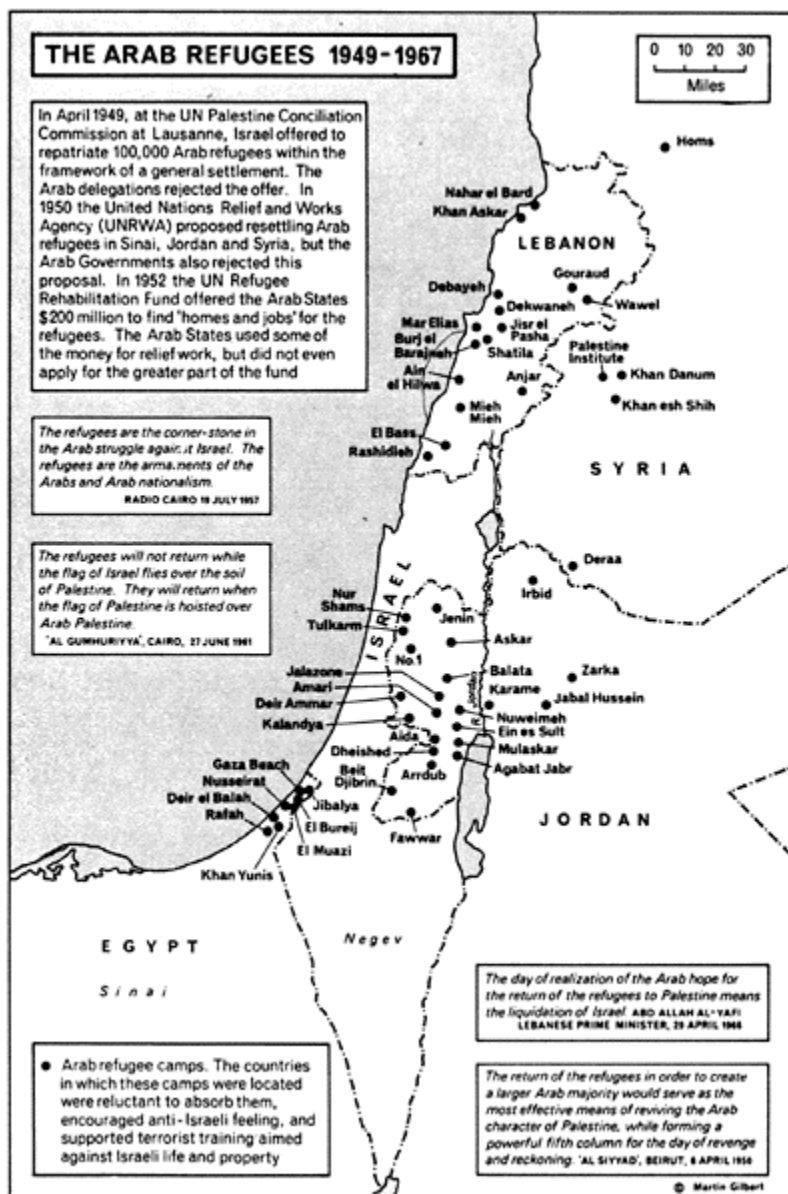 THE ARAB REFUGEES 1949-1967
0 10 20 30
Miles
In April 1949, at the UN Palestine Conciliation
Commission at Lausanne, Israel offered to
repatriate 100,000 Arab refugees within the
framework of a general settlement. The
Arab delegations rejected the offer. In
1950 the United Nations Relief and Works
Agency (UNRWA) proposed resettling Arab
refugees in Sinai, Jordan and Syria, but the
Arab Governments also rejected this
proposal. In 1952 the UN Refugee
Rehabilitation Fund offered the Arab States
$200 million to find 'homes and jobs' for the
refugees. The Arab States used some of
the money for relief work, but did not even
apply for the greater part of the fund
The refugees are the corner-stone in
the Arab struggle against Israel. The
refugees are the armaments of the
Arabs and Arab nationalism.
RADIO CAIRO 19 JULY 1957
The refugees will not return while
the flag of Israel flies over the soil
of Palestine. They will return when
the flag of Palestine is hoisted over
Arab Palestine.
'AL GUMHURIYYA', CAIRO, 27 JUNE 1961
Homs
Nahar el Bard
Khan Askar
LEBANON
Gouraud
Debayeh
Dekwaneh
Wawel
Mar Elias
Jisr el
Pasha
Burj el
Barajneh
Shatila
Palestine
Institute
Ain
el Hilwa
Anjar
Khan Danum
Khan esh Shih
Mieh
Mieh
El Bass
Rashidieh
SYRIA
Deraa
Irbid
ISRAEL
Nur
Shams
Jenin
Tulkarm
Askar
No.1
Jalazone
Balata
Zarka
Amari
Karame
Jabal Hussein
Deir Ammar
R. Jordan
Nuweimeh
Kalandya
Ein es Sult
Aida
Mulaskar
Dheished
Agabat Jabr
Beit
Djibrin
Arrdub
Gaza Beach
Nusseirat
Deir el Balah
Jibalya
Rafah
El Bureij
Fawwar
El Muazi
Khan Yunis
JORDAN
EGYPT
Negev
Sinai
The day of realization of the Arab hope for
the return of the refugees to Palestine means
the liquidation of Israel. ABD ALLAH AL-YAFI
LEBANESE PRIME MINISTER, 29 APRIL 1966
Arab refugee camps. The countries
in which these camps were located
were reluctant to absorb them,
encouraged anti-Israeli feeling, and
supported terrorist training aimed
against Israeli life and property
The return of the refugees in order to create
a larger Arab majority would serve as the
most effective means of reviving the Arab
character of Palestine, while forming a
powerful fifth column for the day of revenge
and reckoning. 'AL SIYYAD', BEIRUT, 6 APRIL 1950
© Martin Gilbert